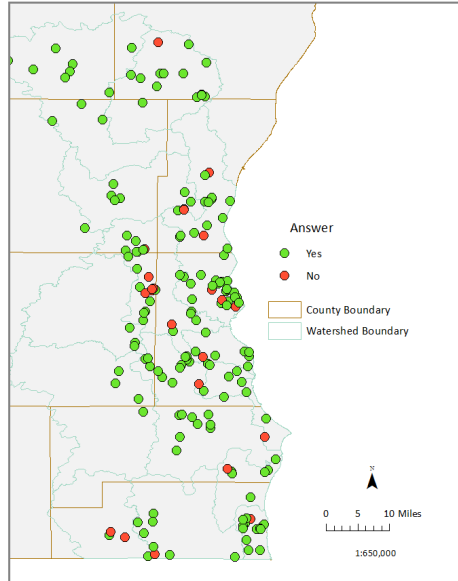 Answer
Yes
No
County Boundary
Watershed Boundary
N
0 5 10 Miles
1:650,000